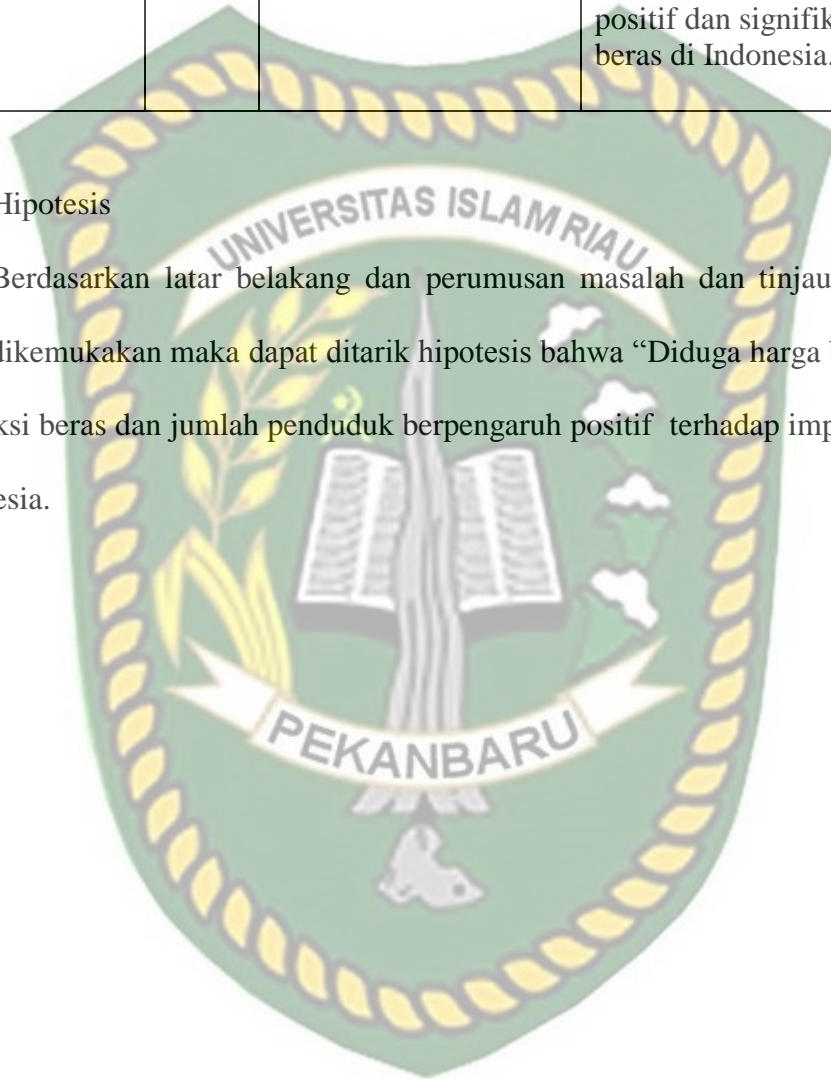 positif dan signifik
beras di Indonesia.
Hipotesis
UNIVERSITAS ISLAM RIAU
Berdasarkan latar belakang dan perumusan masalah dan tinjau
dikemukakan maka dapat ditarik hipotesis bahwa “Diduga harga b
ksi beras dan jumlah penduduk berpengaruh positif terhadap imp
esia.
PEKANBARU